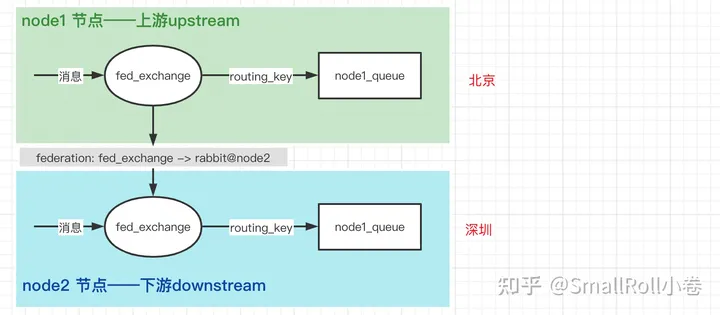 node1 节点——上游upstream
消息
fed_exchange
routing_key
node1_queue
北京
federation: fed_exchange -> rabbit@node2
消息
fed_exchange
routing_key
node1_queue
深圳
node2 节点——下游downstream
知乎 @SmallRoll小卷